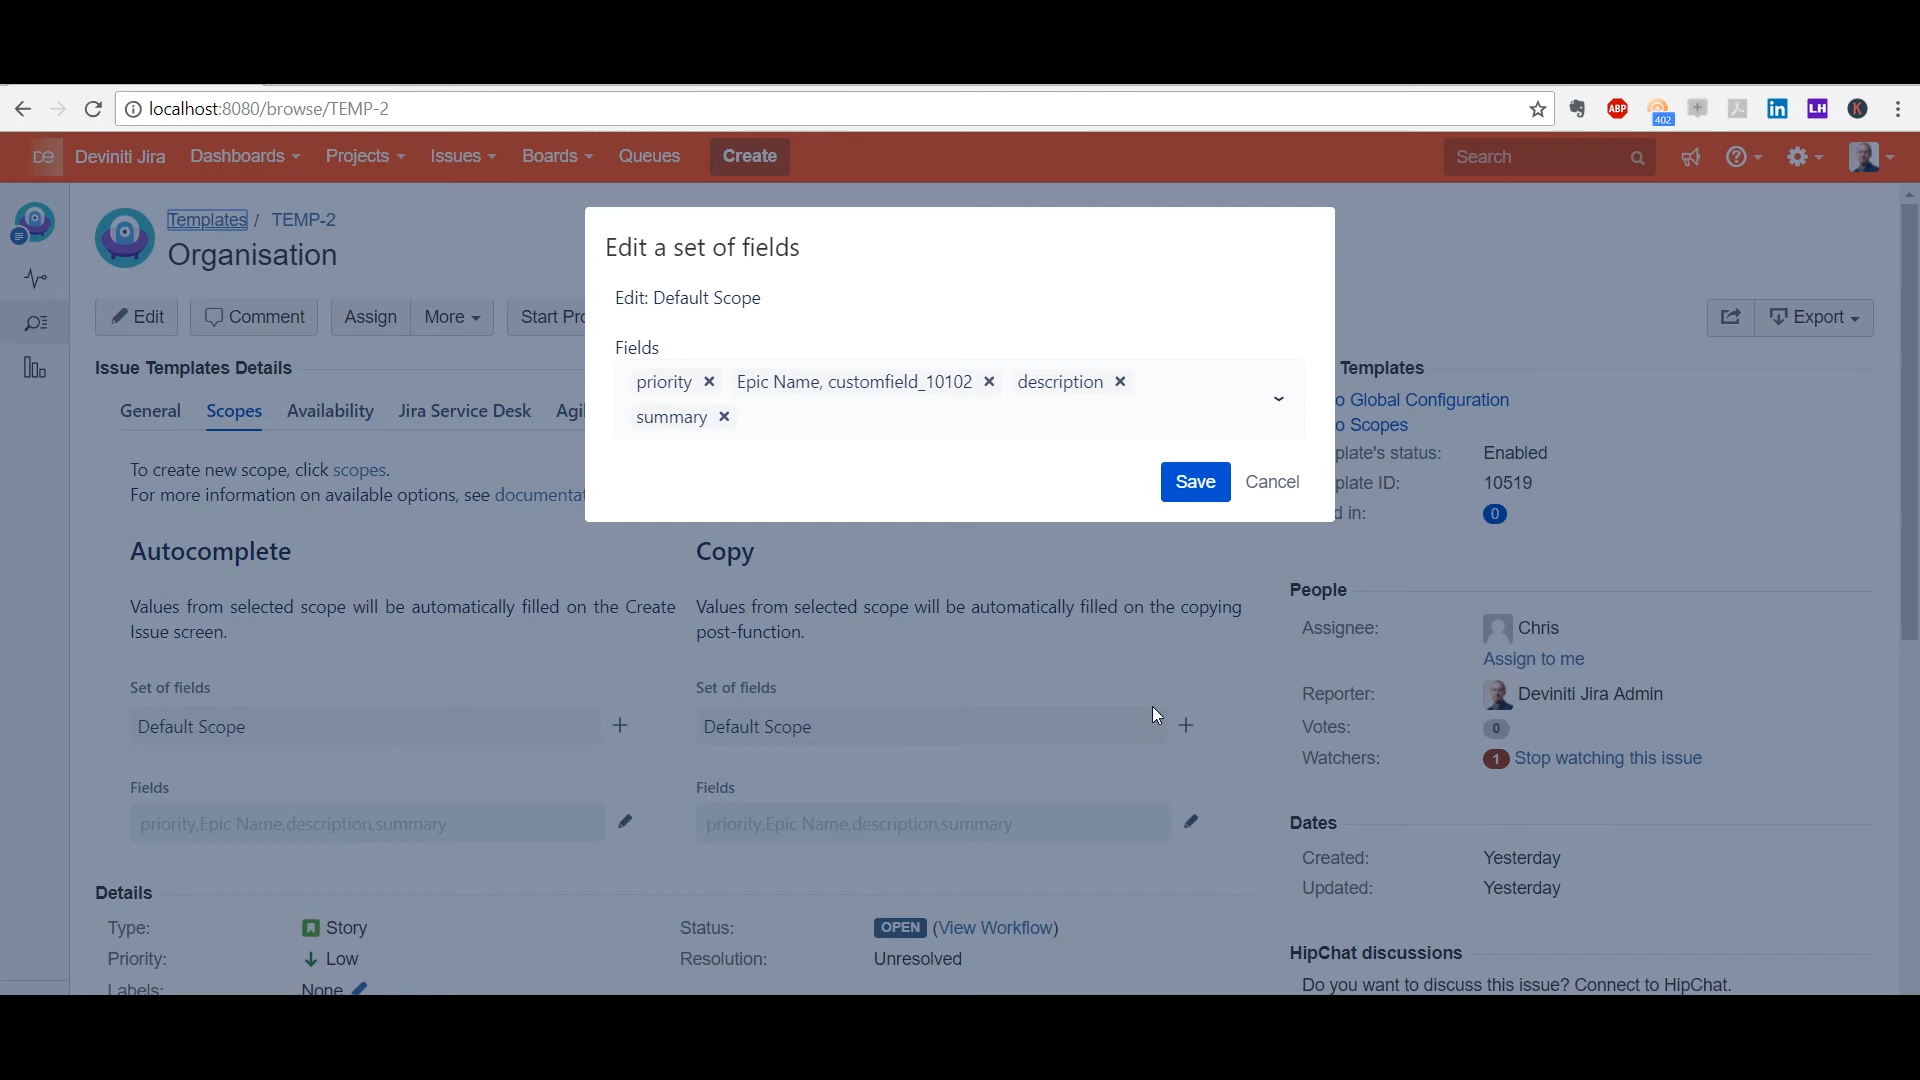 localhost:8080/browse/TEMP-2
ABP
402
LH
K
DE
Deviniti Jira
Dashboards
Projects
Issues
Boards
Queues
Create
Search
Templates / TEMP-2
Organisation
Edit
Comment
Assign
More
Start Pro
Export
Edit a set of fields
Edit: Default Scope
Fields
priority
Epic Name, customfield_10102
description
summary
Save
Cancel
Issue Templates Details
General
Scopes
Availability
Jira Service Desk
Agi
To create new scope, click scopes.
For more information on available options, see documentat
Autocomplete
Values from selected scope will be automatically filled on the Create
Issue screen.
Set of fields
Default Scope
Fields
priority,Epic Name,description,summary
Copy
Values from selected scope will be automatically filled on the copying
post-function.
Set of fields
Default Scope
Fields
priority,Epic Name,description,summary
Details
Type: Story
Priority: Low
Labels: None
Status: OPEN (View Workflow)
Resolution: Unresolved
Templates
o Global Configuration
o Scopes
plate's status: Enabled
plate ID: 10519
d in: 0
People
Assignee: Chris
Assign to me
Reporter: Deviniti Jira Admin
Votes: 0
Watchers: 1 Stop watching this issue
Dates
Created: Yesterday
Updated: Yesterday
HipChat discussions
Do you want to discuss this issue? Connect to HipChat.